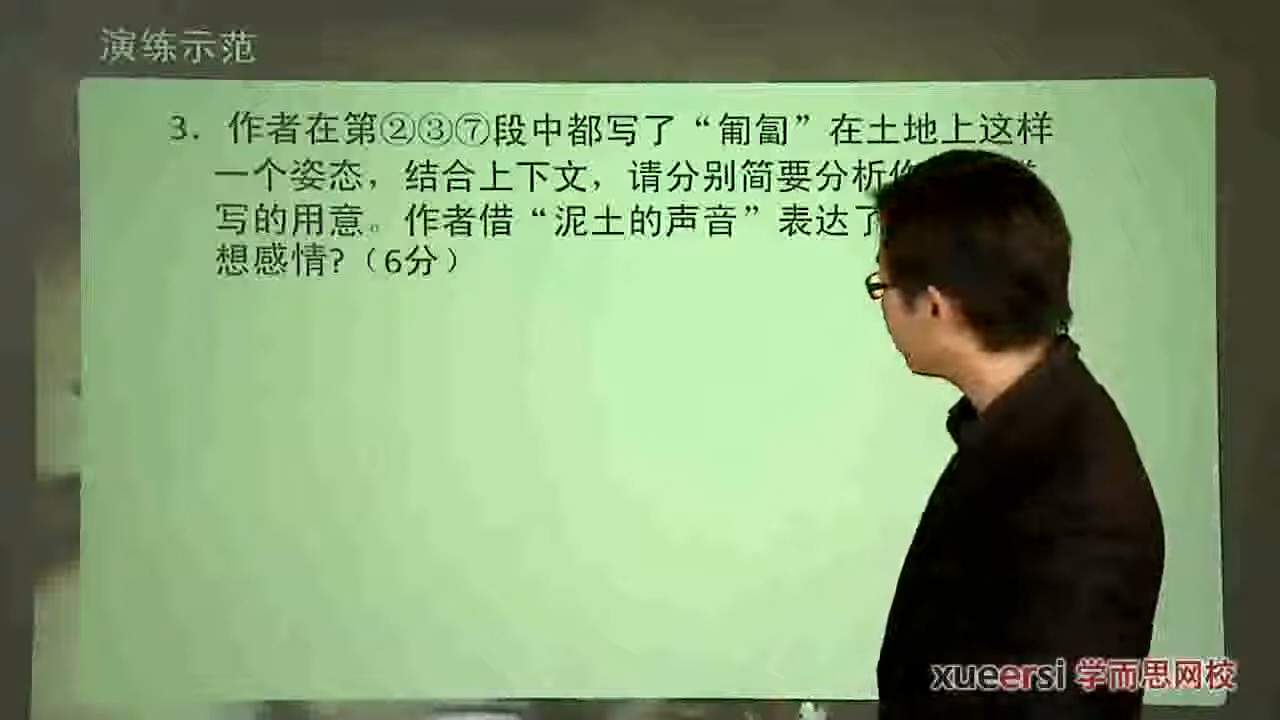 演练示范
3. 作者在第②③⑦段中都写了“匍匐”在土地上这样
一个姿态，结合上下文，请分别简要分析
写的用意。作者借“泥土的声音”表达了
想感情?（6分）
xueersi 学而思网校